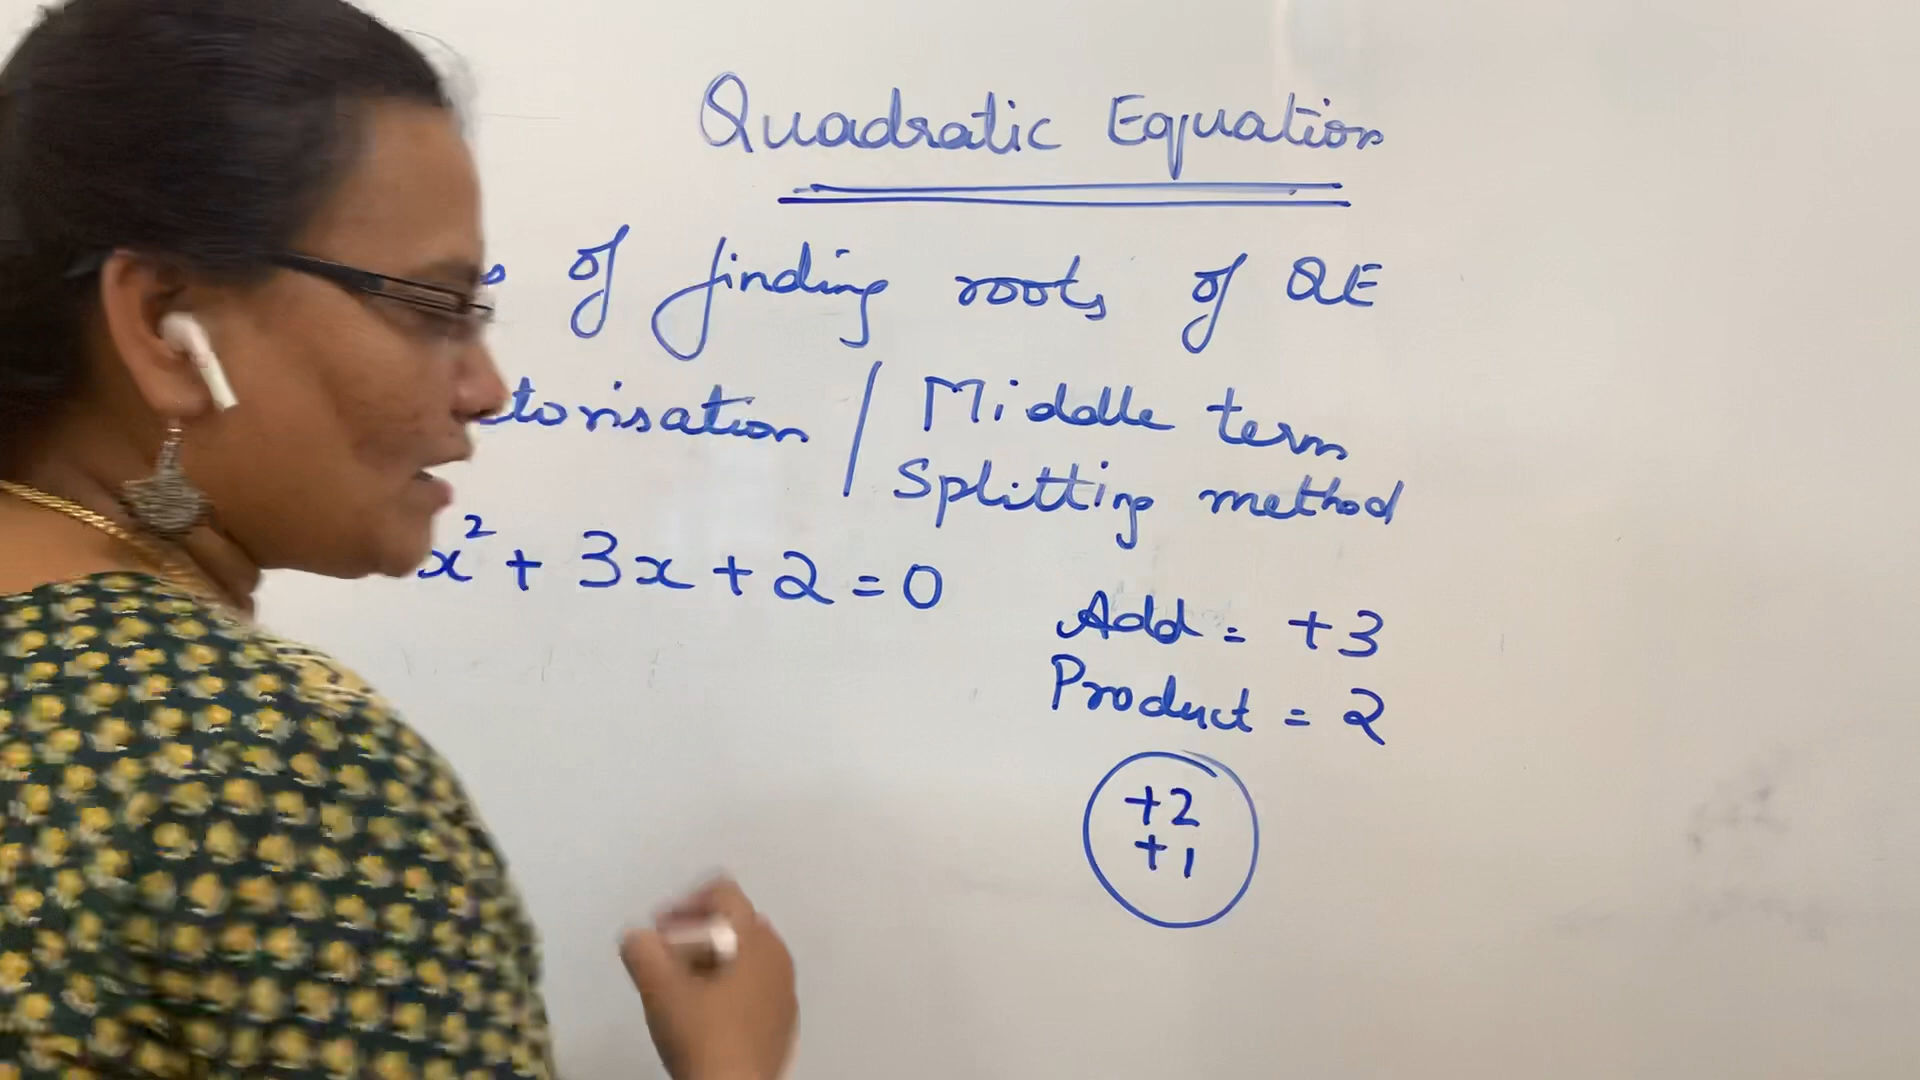 Quadratic Equation
of finding roots of QE
torisation / Middle term
Splitting method
x² + 3x + 2 = 0
Add = +3
Product = 2
+2
+1